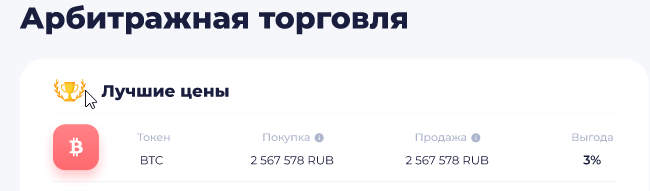 Арбитражная торговля
Лучшие цены
Токен Покупка Продажа Выгода
BTC 2 567 578 RUB 2 567 578 RUB 3%